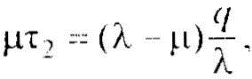 μτ₂ = (λ − μ) q/λ,